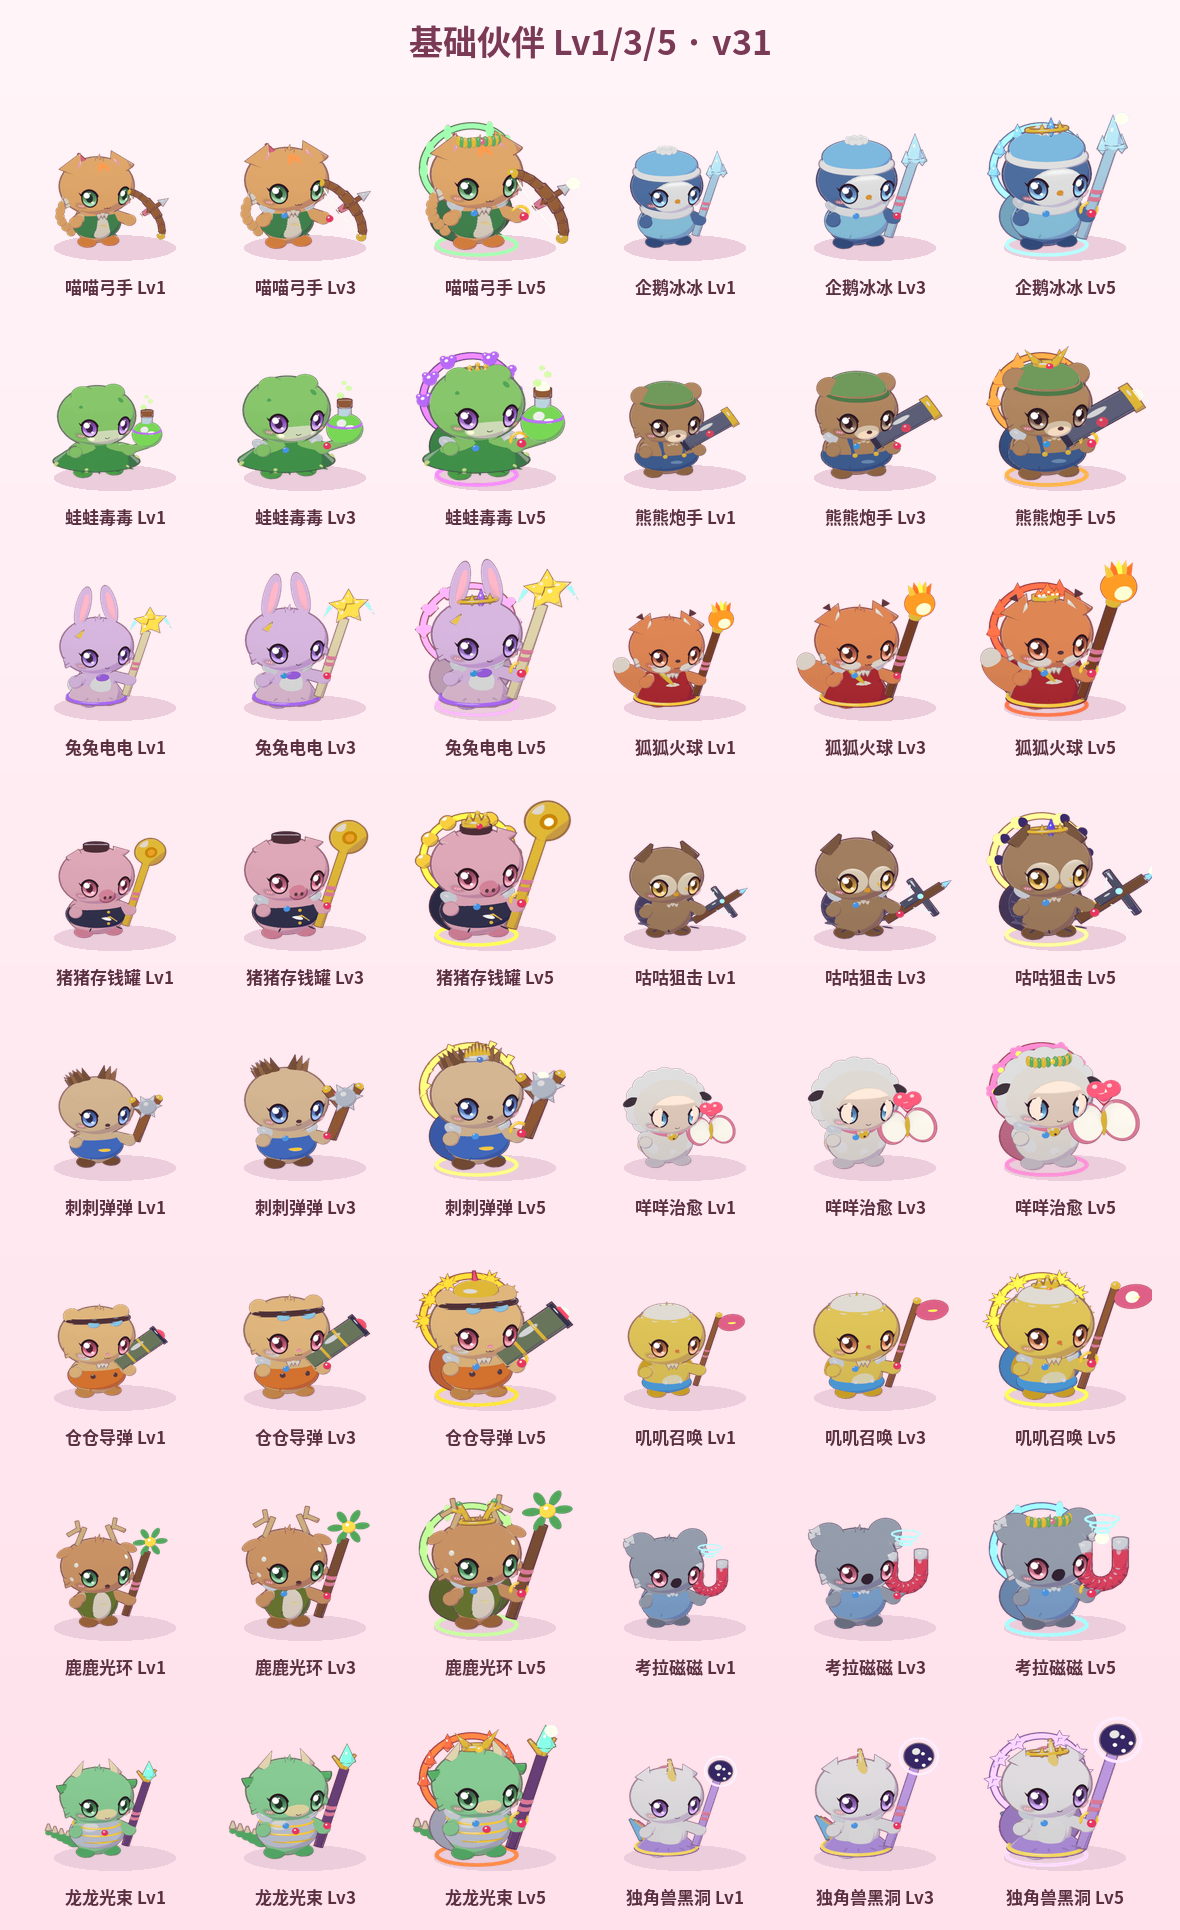 基础伙伴 Lv1/3/5 · v31
喵喵弓手 Lv1 喵喵弓手 Lv3 喵喵弓手 Lv5 企鹅冰冰 Lv1 企鹅冰冰 Lv3 企鹅冰冰 Lv5
蛙蛙毒毒 Lv1 蛙蛙毒毒 Lv3 蛙蛙毒毒 Lv5 熊熊炮手 Lv1 熊熊炮手 Lv3 熊熊炮手 Lv5
兔兔电电 Lv1 兔兔电电 Lv3 兔兔电电 Lv5 狐狐火球 Lv1 狐狐火球 Lv3 狐狐火球 Lv5
猪猪存钱罐 Lv1 猪猪存钱罐 Lv3 猪猪存钱罐 Lv5 咕咕狙击 Lv1 咕咕狙击 Lv3 咕咕狙击 Lv5
刺刺弹弹 Lv1 刺刺弹弹 Lv3 刺刺弹弹 Lv5 咩咩治愈 Lv1 咩咩治愈 Lv3 咩咩治愈 Lv5
仓仓导弹 Lv1 仓仓导弹 Lv3 仓仓导弹 Lv5 叽叽召唤 Lv1 叽叽召唤 Lv3 叽叽召唤 Lv5
鹿鹿光环 Lv1 鹿鹿光环 Lv3 鹿鹿光环 Lv5 考拉磁磁 Lv1 考拉磁磁 Lv3 考拉磁磁 Lv5
龙龙光束 Lv1 龙龙光束 Lv3 龙龙光束 Lv5 独角兽黑洞 Lv1 独角兽黑洞 Lv3 独角兽黑洞 Lv5